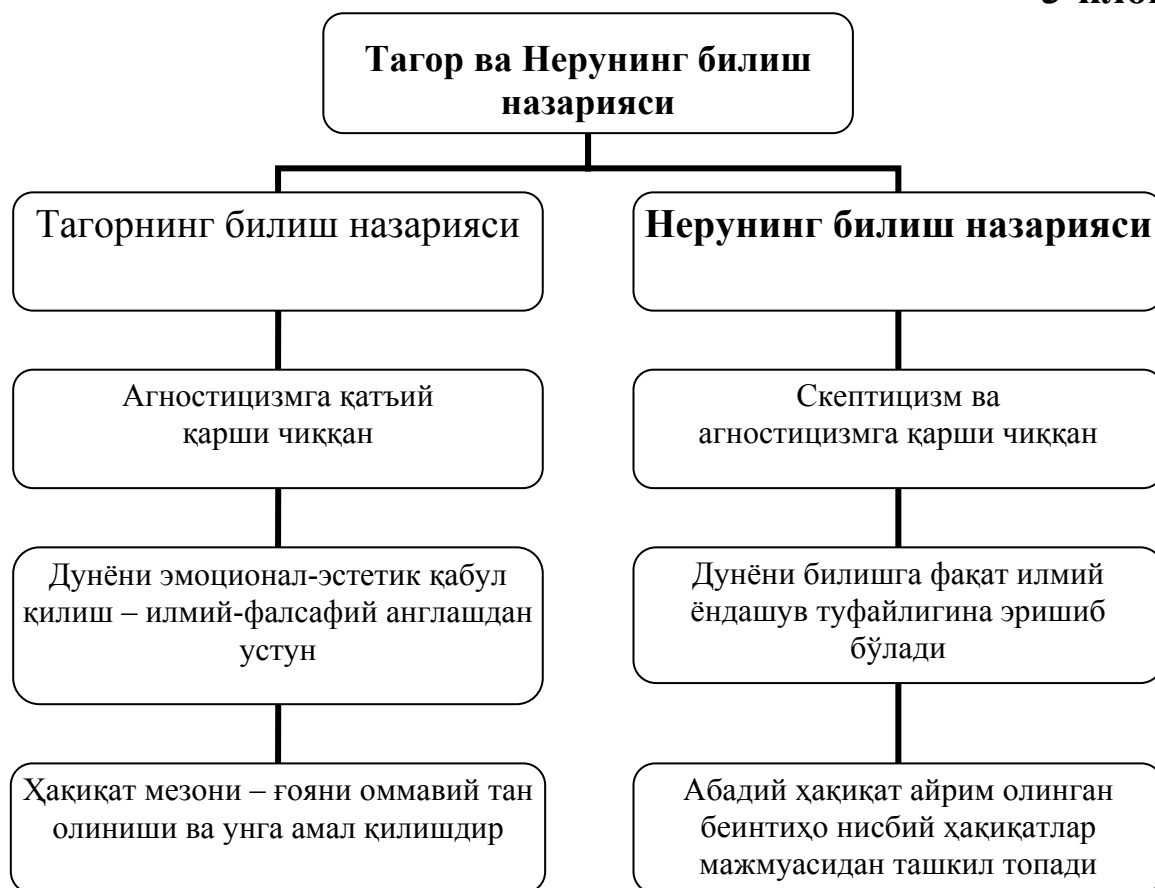 Тагор ва Нерунинг билиш
назарияси
Тагорнинг билиш назарияси
Агностицизмга қатъий
қарши чиққан
Дунёни эмоционал-эстетик қабул
қилиш – илмий-фалсафий англашдан
устун
Ҳақиқат мезони – ғояни оммавий тан
олиниши ва унга амал қилишдир
Нерунинг билиш назарияси
Скептицизм ва
агностицизмга қарши чиққан
Дунёни билишга фақат илмий
ёндашув туфайлигина эришиб
бўлади
Абадий ҳақиқат айрим олинган
беинтиҳо нисбий ҳақиқатлар
мажмуасидан ташкил топади